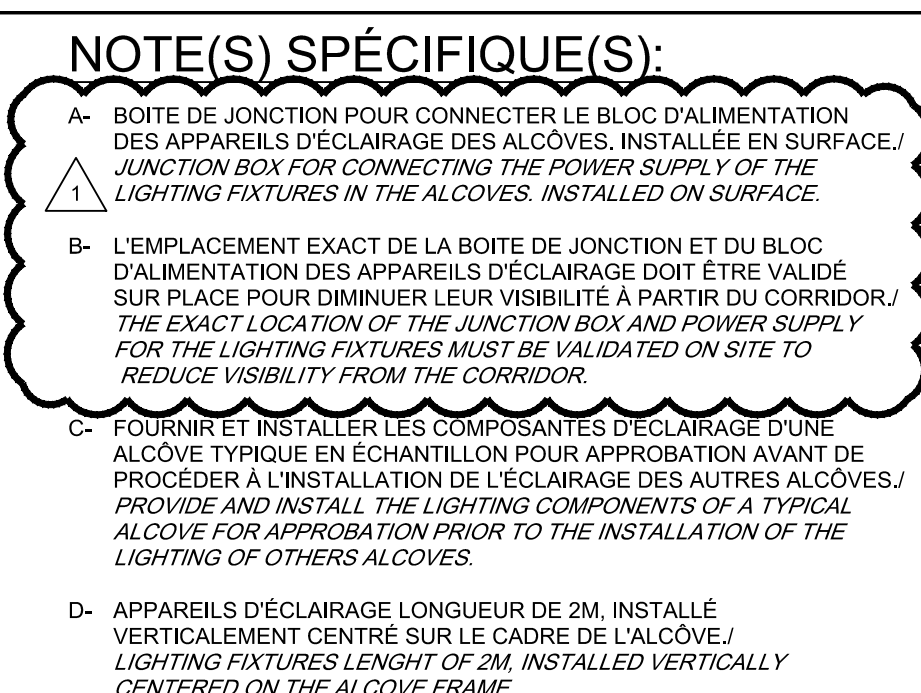 NOTE(S) SPÉCIFIQUE(S):
A- BOITE DE JONCTION POUR CONNECTER LE BLOC D'ALIMENTATION
DES APPAREILS D'ÉCLAIRAGE DES ALCÔVES. INSTALLÉE EN SURFACE./
JUNCTION BOX FOR CONNECTING THE POWER SUPPLY OF THE
1 LIGHTING FIXTURES IN THE ALCOVES. INSTALLED ON SURFACE.
B- L'EMPLACEMENT EXACT DE LA BOITE DE JONCTION ET DU BLOC
D'ALIMENTATION DES APPAREILS D'ÉCLAIRAGE DOIT ÊTRE VALIDÉ
SUR PLACE POUR DIMINUER LEUR VISIBILITÉ À PARTIR DU CORRIDOR./
THE EXACT LOCATION OF THE JUNCTION BOX AND POWER SUPPLY
FOR THE LIGHTING FIXTURES MUST BE VALIDATED ON SITE TO
REDUCE VISIBILITY FROM THE CORRIDOR.
C- FOURNIR ET INSTALLER LES COMPOSANTES D'ÉCLAIRAGE D'UNE
ALCÔVE TYPIQUE EN ÉCHANTILLON POUR APPROBATION AVANT DE
PROCÉDER À L'INSTALLATION DE L'ÉCLAIRAGE DES AUTRES ALCÔVES./
PROVIDE AND INSTALL THE LIGHTING COMPONENTS OF A TYPICAL
ALCOVE FOR APPROBATION PRIOR TO THE INSTALLATION OF THE
LIGHTING OF OTHERS ALCOVES.
D- APPAREILS D'ÉCLAIRAGE LONGUEUR DE 2M, INSTALLÉ
VERTICALEMENT CENTRÉ SUR LE CADRE DE L'ALCÔVE./
LIGHTING FIXTURES LENGHT OF 2M, INSTALLED VERTICALLY
CENTERED ON THE ALCOVE FRAME